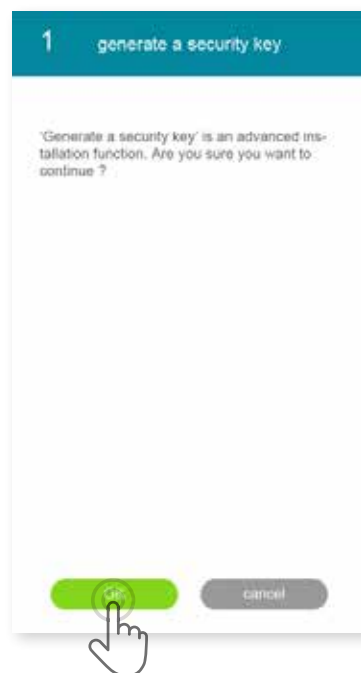 1 generate a security key
'Generate a security key' is an advanced ins-
tallation function. Are you sure you want to
continue ?
cancel